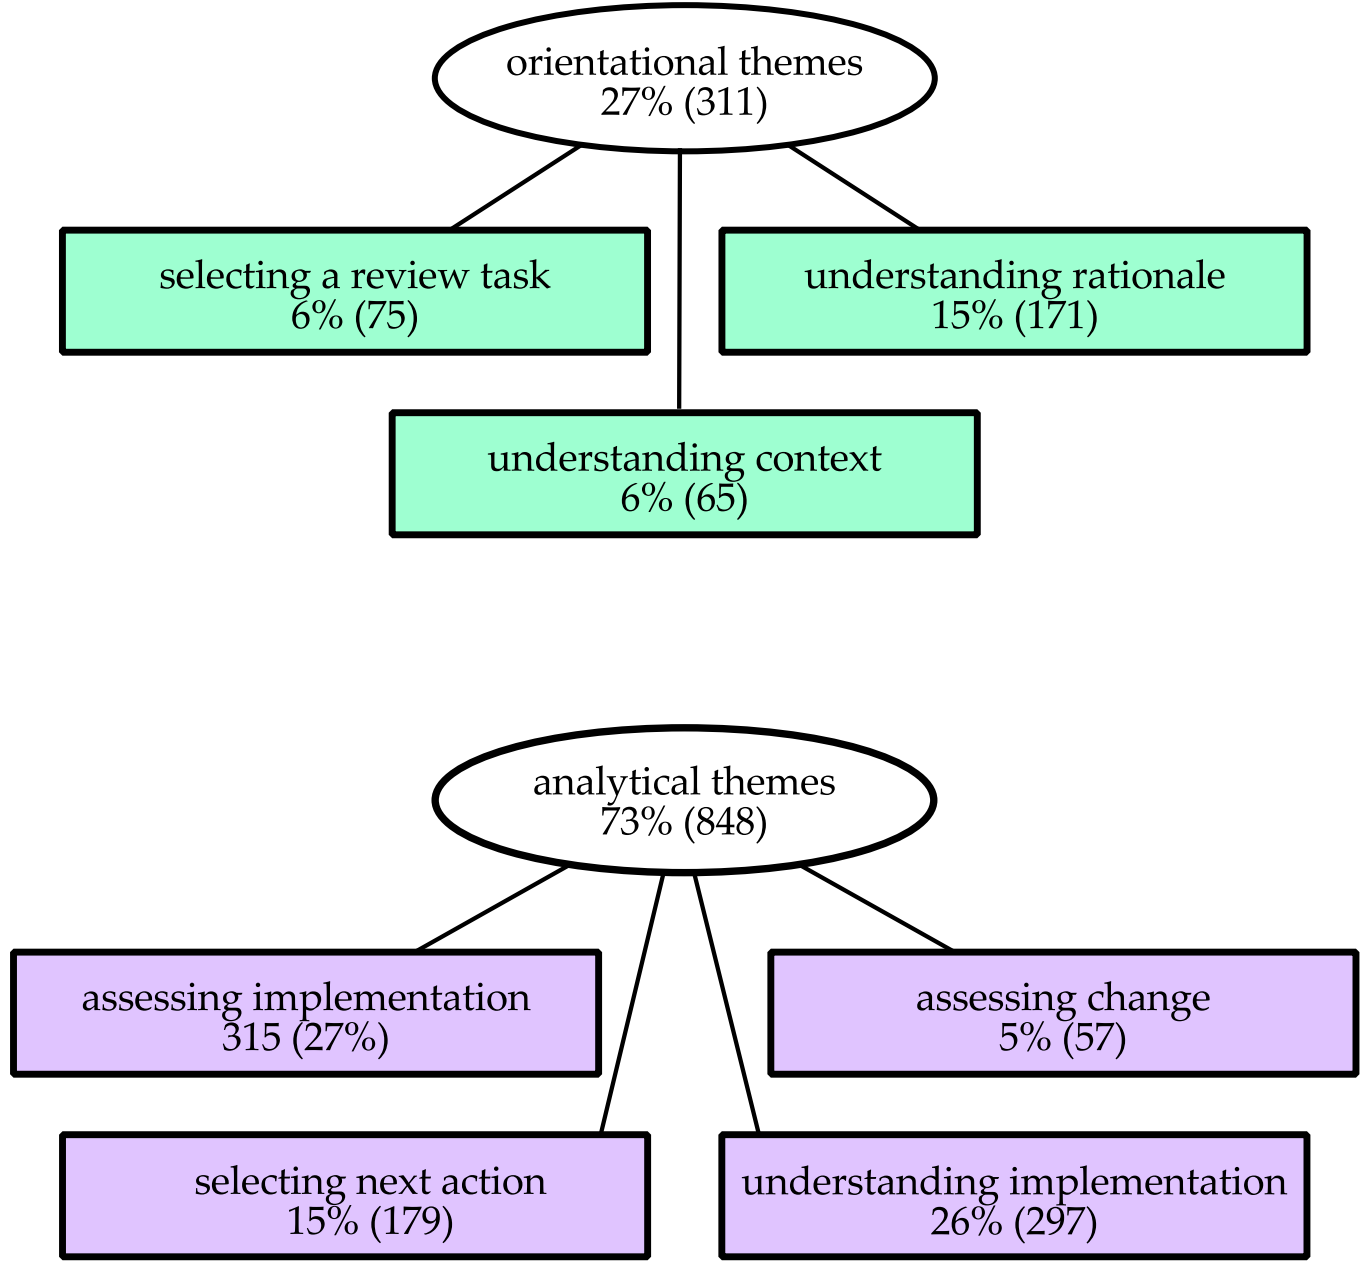 orientational themes
27% (311)
selecting a review task
6% (75)
understanding rationale
15% (171)
understanding context
6% (65)
analytical themes
73% (848)
assessing implementation
315 (27%)
assessing change
5% (57)
selecting next action
15% (179)
understanding implementation
26% (297)